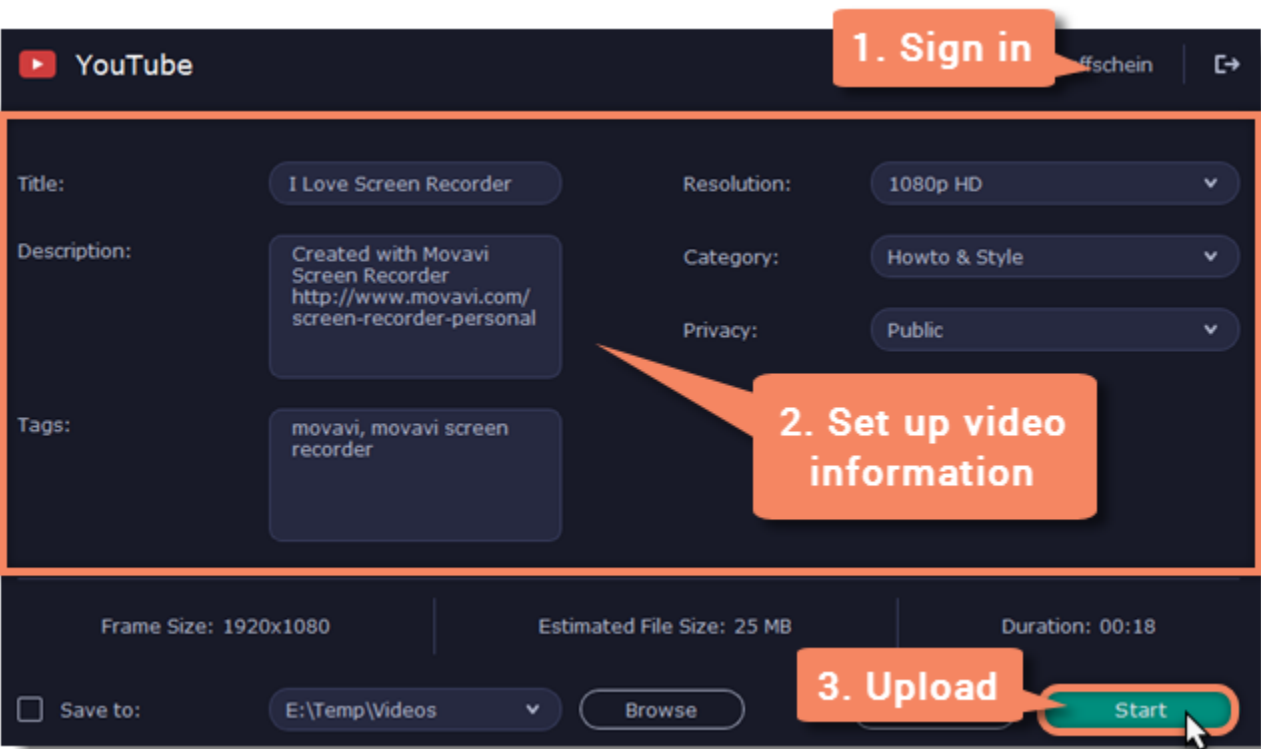 YouTube
1. Sign in
ffschein
Title:
I Love Screen Recorder
Resolution:
1080p HD
Description:
Created with Movavi
Screen Recorder
http://www.movavi.com/
screen-recorder-personal
Category:
Howto & Style
Privacy:
Public
2. Set up video
information
Tags:
movavi, movavi screen
recorder
Frame Size: 1920x1080
Estimated File Size: 25 MB
Duration: 00:18
Save to:
E:\Temp\Videos
Browse
3. Upload
Start